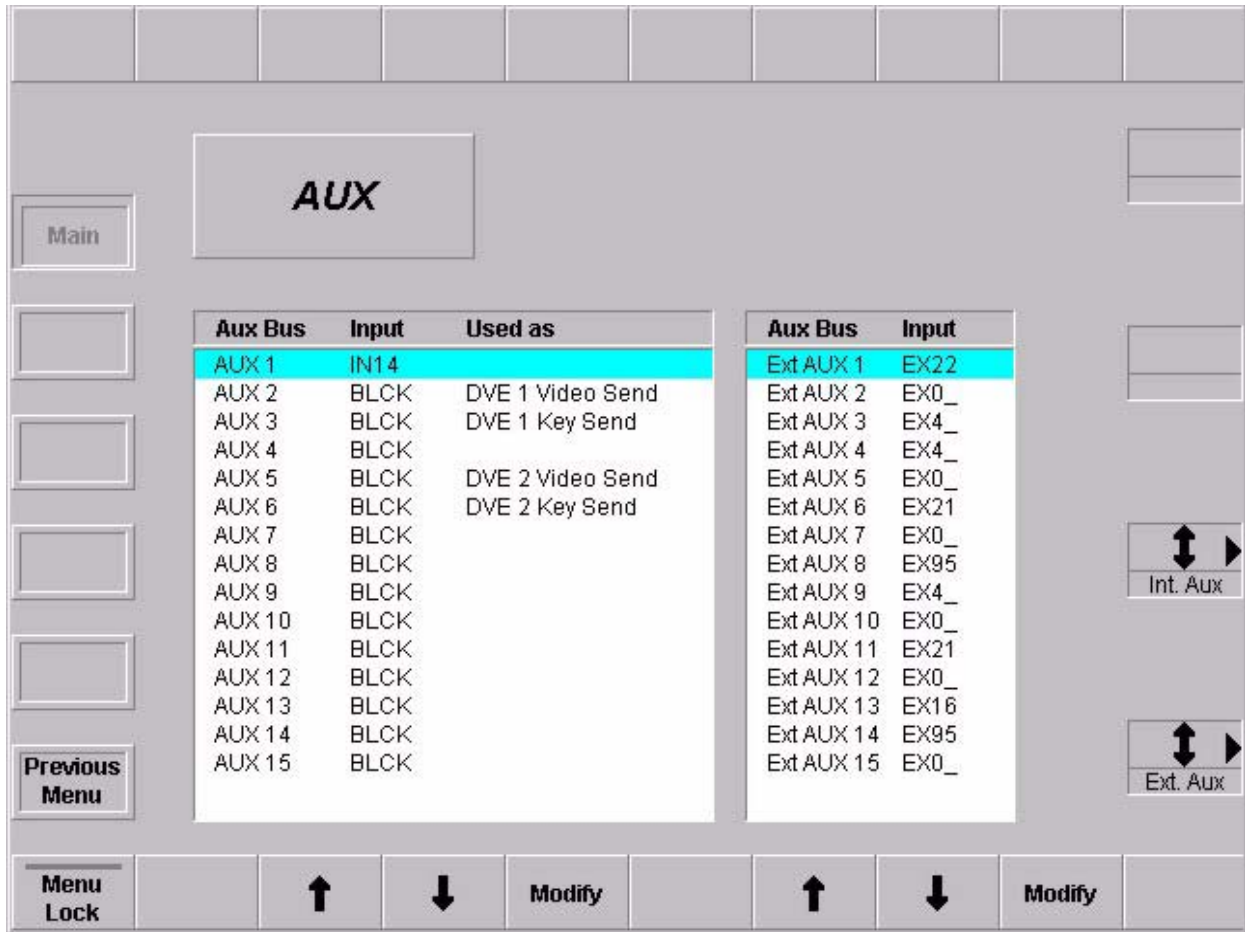 AUX
Main
Aux Bus Input Used as
AUX 1 IN14
AUX 2 BLCK DVE 1 Video Send
AUX 3 BLCK DVE 1 Key Send
AUX 4 BLCK
AUX 5 BLCK DVE 2 Video Send
AUX 6 BLCK DVE 2 Key Send
AUX 7 BLCK
AUX 8 BLCK
AUX 9 BLCK
AUX 10 BLCK
AUX 11 BLCK
AUX 12 BLCK
AUX 13 BLCK
AUX 14 BLCK
AUX 15 BLCK
Aux Bus Input
Ext AUX 1 EX22
Ext AUX 2 EX0_
Ext AUX 3 EX4_
Ext AUX 4 EX4_
Ext AUX 5 EX0_
Ext AUX 6 EX21
Ext AUX 7 EX0_
Ext AUX 8 EX95
Ext AUX 9 EX4_
Ext AUX 10 EX0_
Ext AUX 11 EX21
Ext AUX 12 EX0_
Ext AUX 13 EX16
Ext AUX 14 EX95
Ext AUX 15 EX0_
Int. Aux
Ext. Aux
Previous
Menu
Menu
Lock
Modify
Modify